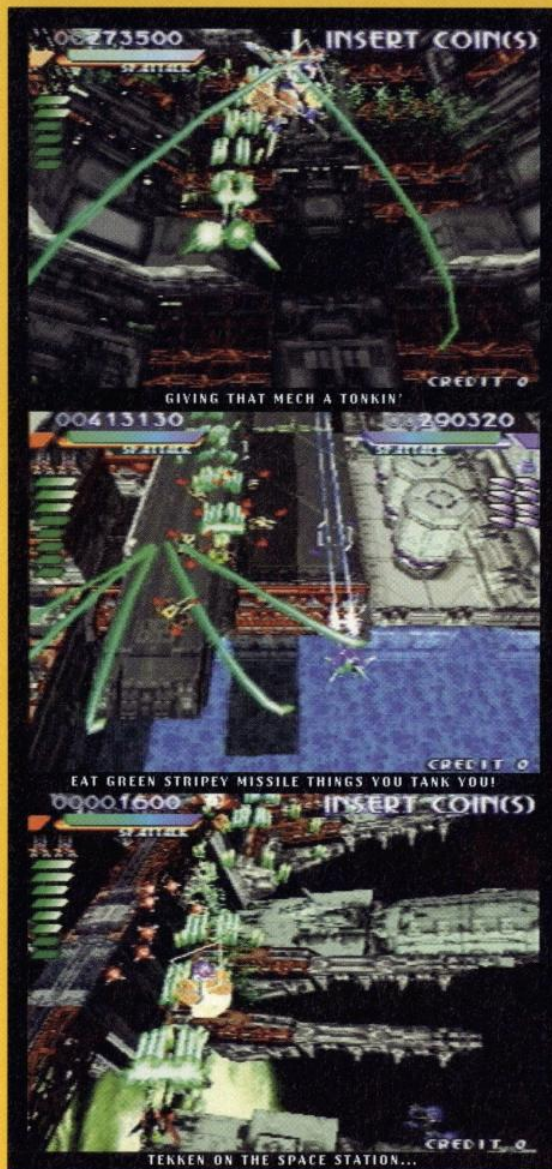 00273500 INSERT COIN(S)
SP.ATTACK
CREDIT 0
GIVING THAT MECH A TONKIN'
00413130 290320
SP.ATTACK SP.ATTACK
CREDIT 0
EAT GREEN STRIPEY MISSILE THINGS YOU TANK YOU!
00001600 INSERT COIN(S)
SP.ATTACK
CREDIT 0
TEKKEN ON THE SPACE STATION...